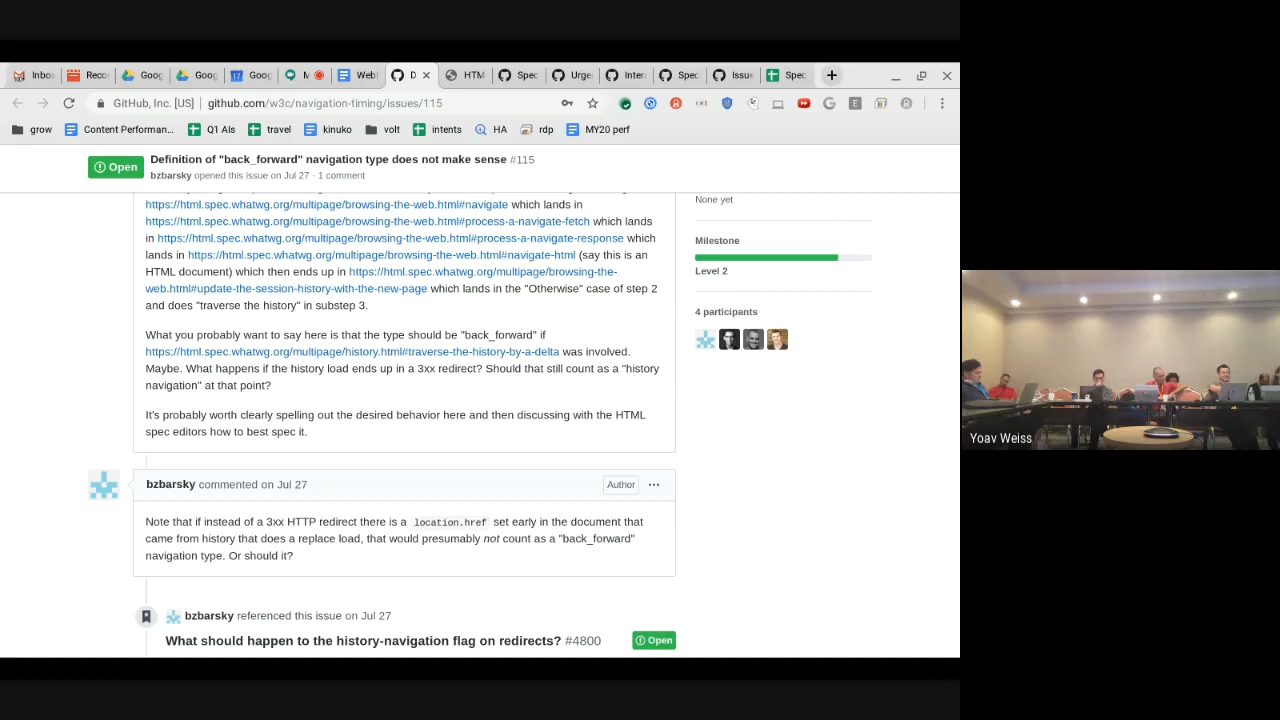 Inbo Reco Goog Goog Goog M Web D HTM Spec Urge Inter Spec Issue Spec
GitHub, Inc. [US] github.com/w3c/navigation-timing/issues/115
grow Content Performan... Q1 AIs travel kinuko volt intents HA rdp MY20 perf
Open
Definition of "back_forward" navigation type does not make sense #115
bzbarsky opened this issue on Jul 27 · 1 comment
https://html.spec.whatwg.org/multipage/browsing-the-web.html#navigate which lands in
https://html.spec.whatwg.org/multipage/browsing-the-web.html#process-a-navigate-fetch which lands
in https://html.spec.whatwg.org/multipage/browsing-the-web.html#process-a-navigate-response which
lands in https://html.spec.whatwg.org/multipage/browsing-the-web.html#navigate-html (say this is an
HTML document) which then ends up in https://html.spec.whatwg.org/multipage/browsing-the-
web.html#update-the-session-history-with-the-new-page which lands in the "Otherwise" case of step 2
and does "traverse the history" in substep 3.
What you probably want to say here is that the type should be "back_forward" if
https://html.spec.whatwg.org/multipage/history.html#traverse-the-history-by-a-delta was involved.
Maybe. What happens if the history load ends up in a 3xx redirect? Should that still count as a "history
navigation" at that point?
It's probably worth clearly spelling out the desired behavior here and then discussing with the HTML
spec editors how to best spec it.
bzbarsky commented on Jul 27
Author
Note that if instead of a 3xx HTTP redirect there is a location.href set early in the document that
came from history that does a replace load, that would presumably not count as a "back_forward"
navigation type. Or should it?
bzbarsky referenced this issue on Jul 27
What should happen to the history-navigation flag on redirects? #4800
Open
None yet
Milestone
Level 2
4 participants
Yoav Weiss